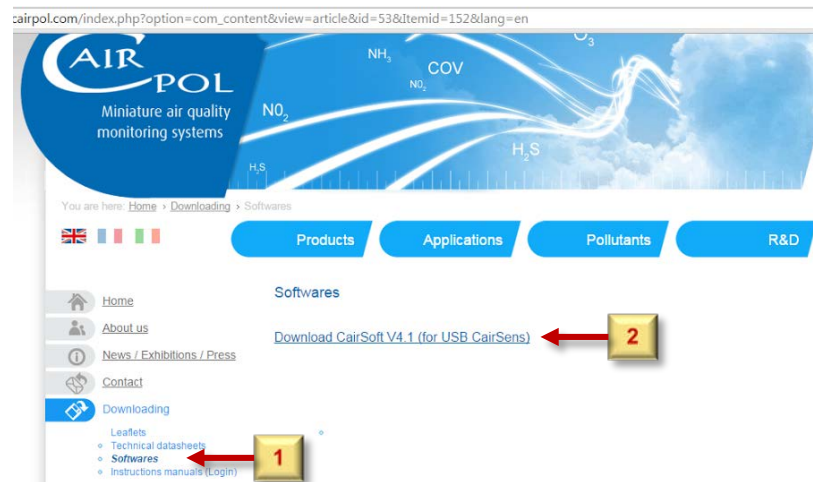 cairpol.com/index.php?option=com_content&view=article&id=53&Itemid=152&lang=en
CAIR
POL
Miniature air quality
monitoring systems
NH3
COV
NO2
O3
N02
H2S
H2S
You are here: Home › Downloading › Softwares
Products Applications Pollutants R&D
Softwares
Home
About us
Download CairSoft V4.1 (for USB CairSens)
2
News / Exhibitions / Press
Contact
Downloading
Leaflets
Technical datasheets
Softwares
1
Instructions manuals (Login)